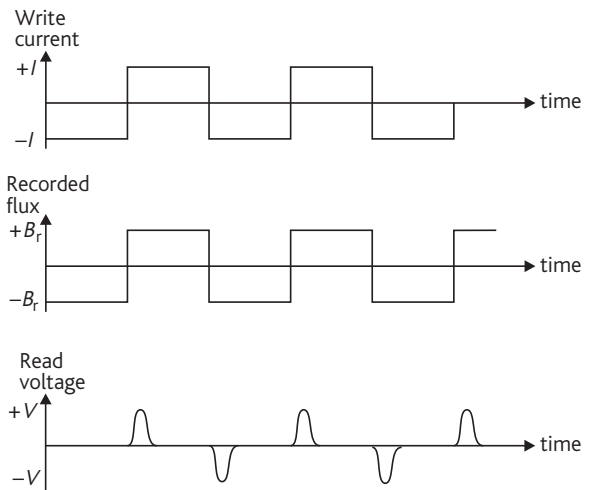 Write
current
+I
time
–I
Recorded
flux
+Br
time
–Br
Read
voltage
+V
time
–V